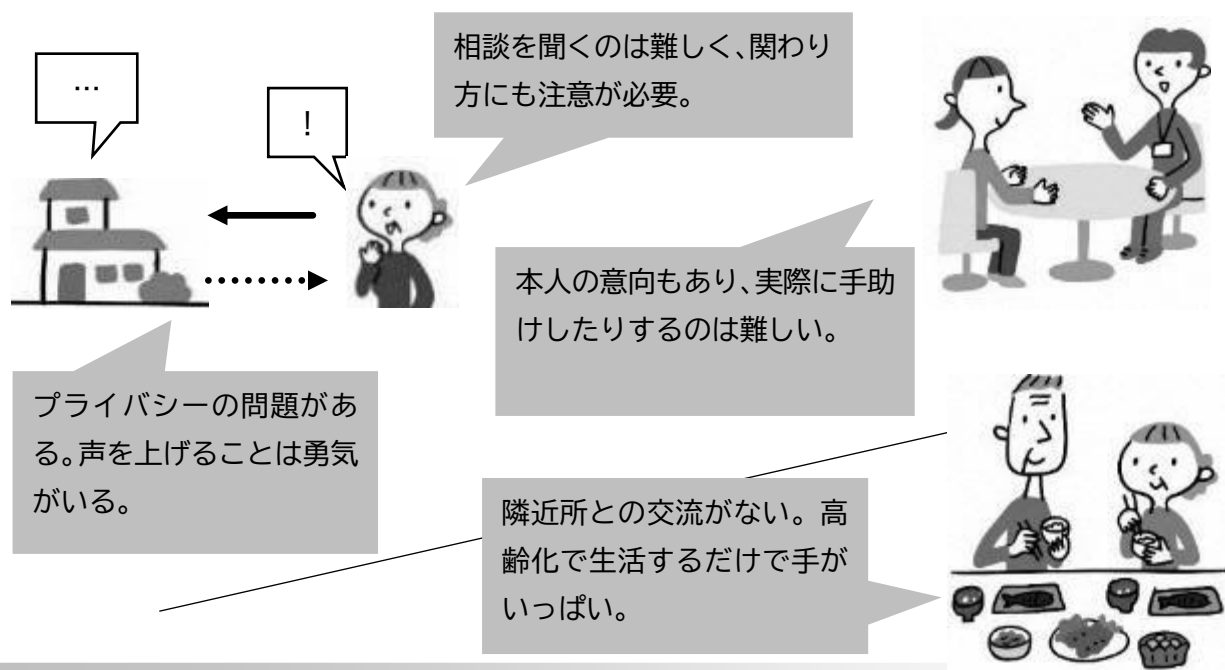 …
!
相談を聞くのは難しく、関わり
方にも注意が必要。
本人の意向もあり、実際に手助
けしたりするのは難しい。
プライバシーの問題があ
る。声を上げることは勇気
がいる。
隣近所との交流がない。高
齢化で生活するだけで手が
いっぱい。